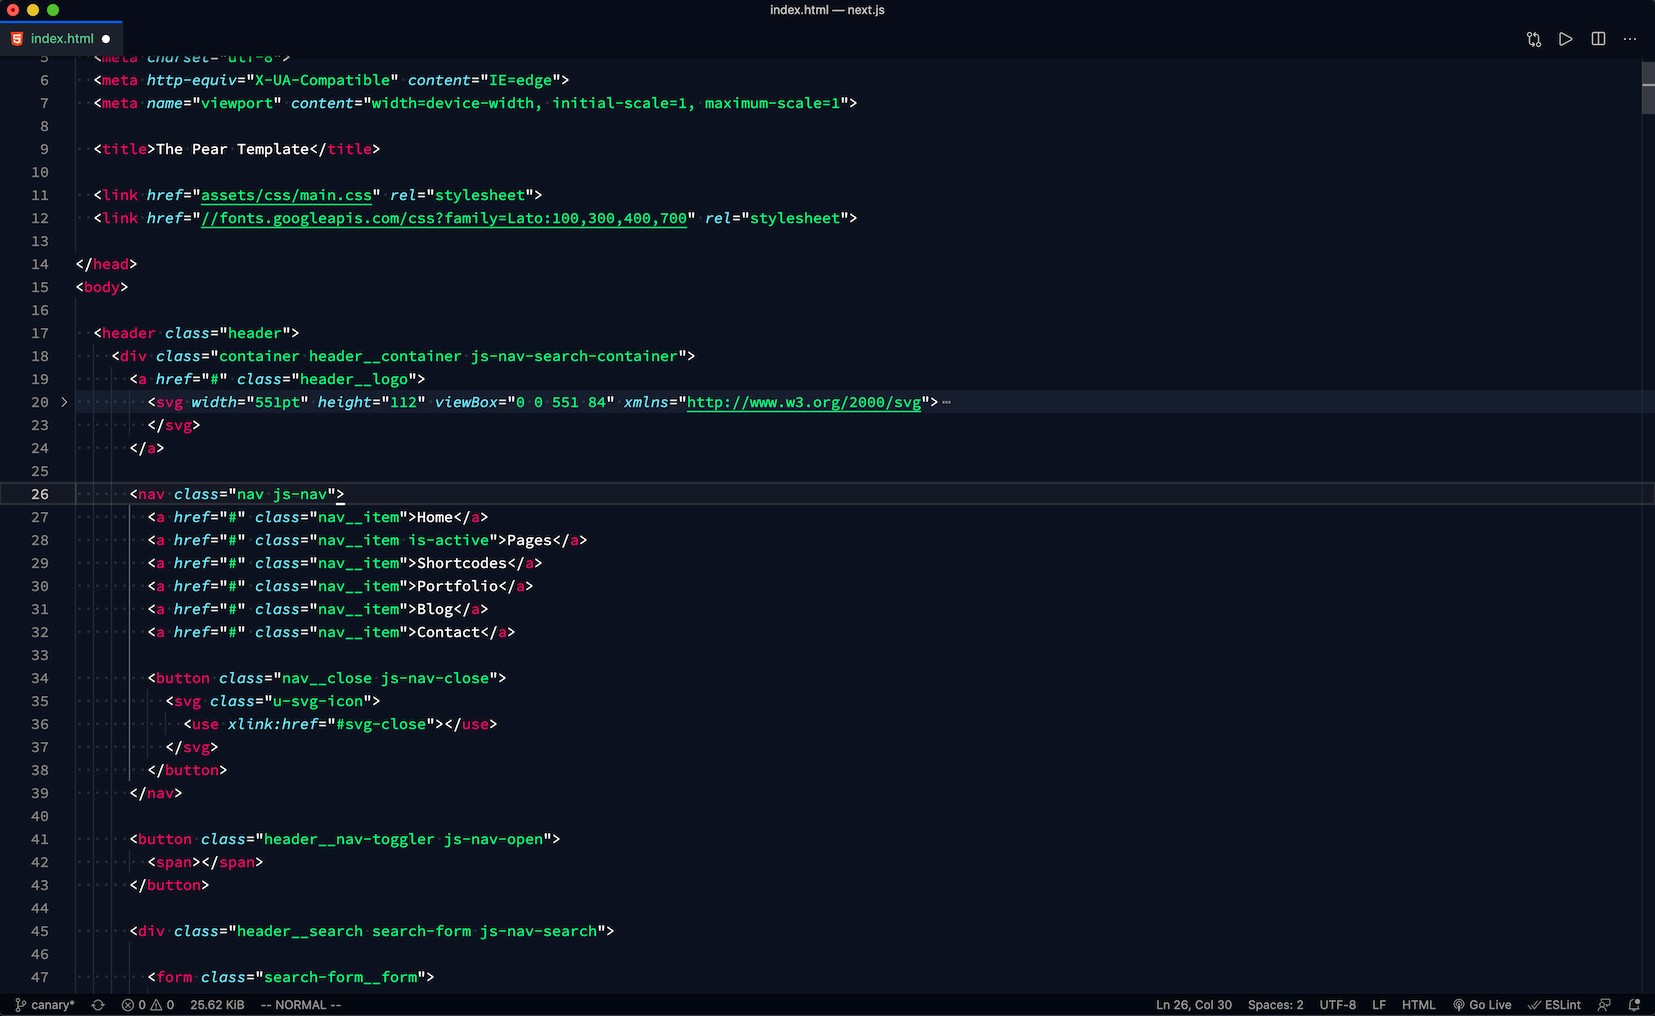 index.html — next.js
index.html
5 <meta charset="utf-8">
6 <meta http-equiv="X-UA-Compatible" content="IE=edge">
7 <meta name="viewport" content="width=device-width, initial-scale=1, maximum-scale=1">
8
9 <title>The Pear Template</title>
10
11 <link href="assets/css/main.css" rel="stylesheet">
12 <link href="//fonts.googleapis.com/css?family=Lato:100,300,400,700" rel="stylesheet">
13
14 </head>
15 <body>
16
17 <header class="header">
18 <div class="container header__container js-nav-search-container">
19 <a href="#" class="header__logo">
20 <svg width="551pt" height="112" viewBox="0 0 551 84" xmlns="http://www.w3.org/2000/svg">
23 </svg>
24 </a>
25
26 <nav class="nav js-nav">
27 <a href="#" class="nav__item">Home</a>
28 <a href="#" class="nav__item is-active">Pages</a>
29 <a href="#" class="nav__item">Shortcodes</a>
30 <a href="#" class="nav__item">Portfolio</a>
31 <a href="#" class="nav__item">Blog</a>
32 <a href="#" class="nav__item">Contact</a>
33
34 <button class="nav__close js-nav-close">
35 <svg class="u-svg-icon">
36 <use xlink:href="#svg-close"></use>
37 </svg>
38 </button>
39 </nav>
40
41 <button class="header__nav-toggler js-nav-open">
42 <span></span>
43 </button>
44
45 <div class="header__search search-form js-nav-search">
46
47 <form class="search-form__form">
canary* 0 0 25.62 KiB -- NORMAL -- Ln 26, Col 30 Spaces: 2 UTF-8 LF HTML Go Live ESLint